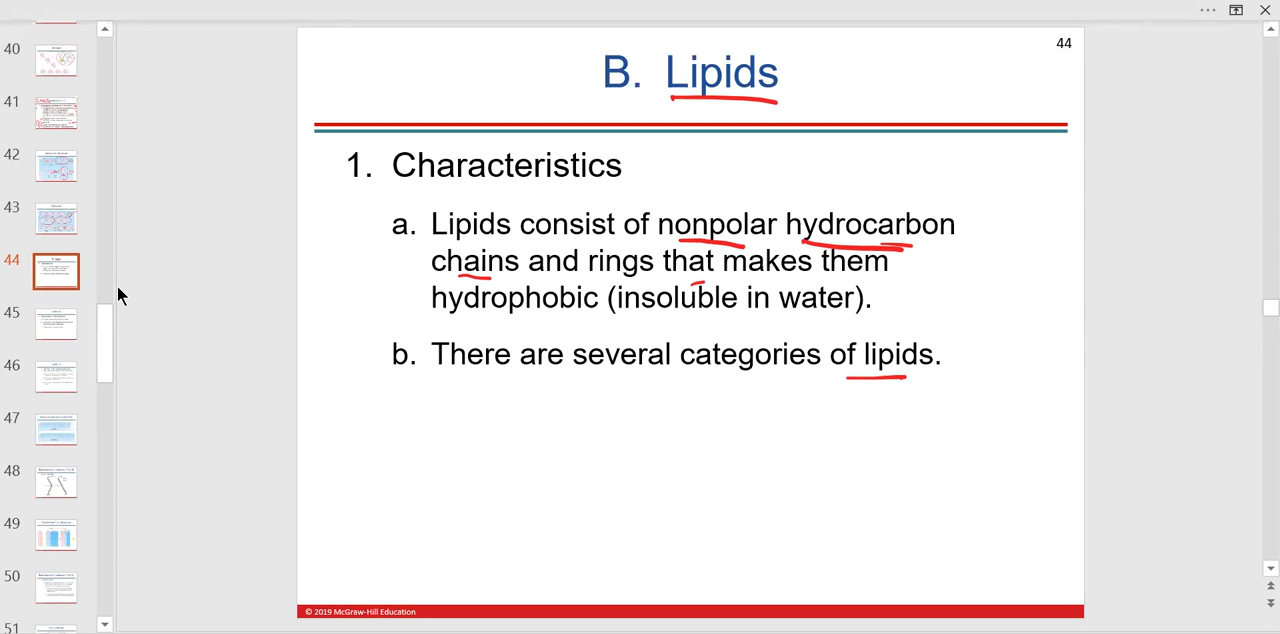 40
41
42
43
44
45
46
47
48
49
50
51
44
B. Lipids
1. Characteristics
a. Lipids consist of nonpolar hydrocarbon
chains and rings that makes them
hydrophobic (insoluble in water).
b. There are several categories of lipids.
© 2019 McGraw-Hill Education